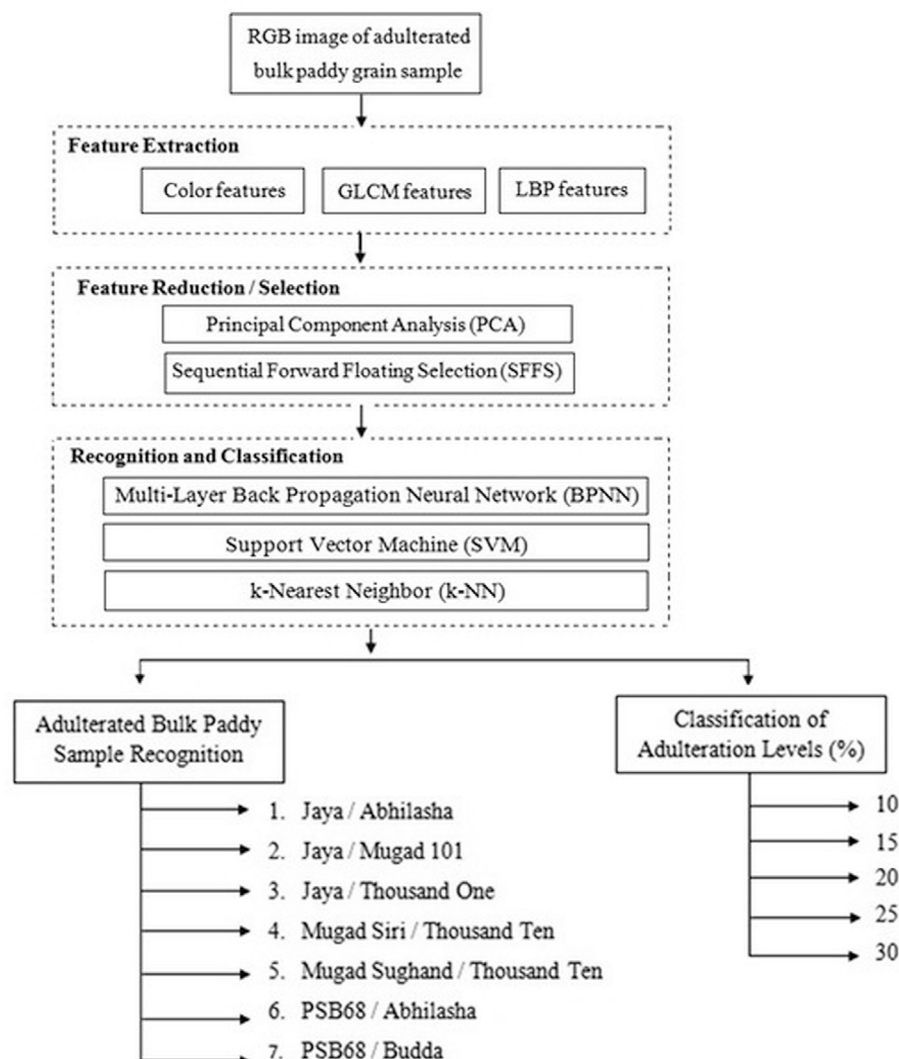 RGB image of adulterated
bulk paddy grain sample
Feature Extraction
Color features
GLCM features
LBP features
Feature Reduction / Selection
Principal Component Analysis (PCA)
Sequential Forward Floating Selection (SFFS)
Recognition and Classification
Multi-Layer Back Propagation Neural Network (BPNN)
Support Vector Machine (SVM)
k-Nearest Neighbor (k-NN)
Adulterated Bulk Paddy
Sample Recognition
1. Jaya / Abhilasha
2. Jaya / Mugad 101
3. Jaya / Thousand One
4. Mugad Siri / Thousand Ten
5. Mugad Sughand / Thousand Ten
6. PSB68 / Abhilasha
7. PSB68 / Budda
Classification of
Adulteration Levels (%)
10
15
20
25
30